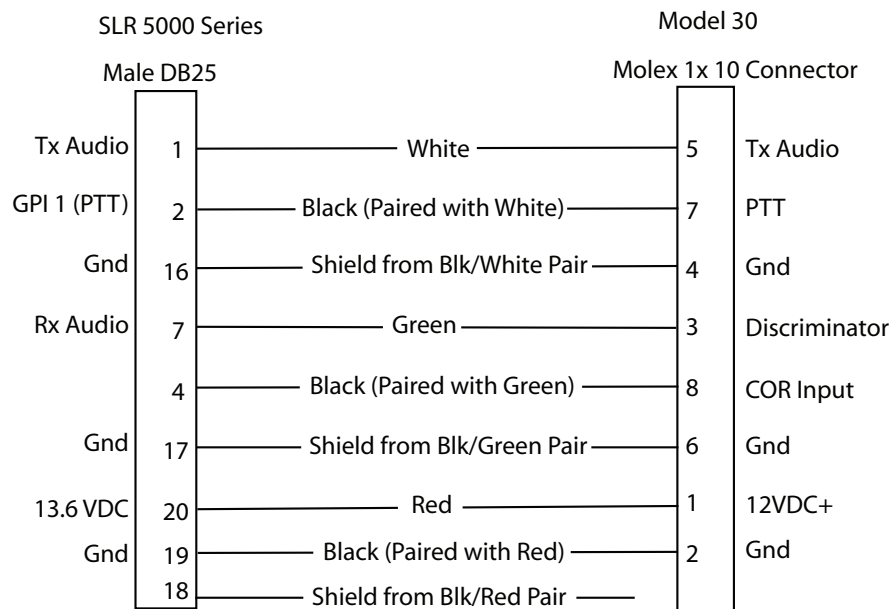 SLR 5000 Series
Model 30
Male DB25
Molex 1x 10 Connector
Tx Audio 1 White 5 Tx Audio
GPI 1 (PTT) 2 Black (Paired with White) 7 PTT
Gnd 16 Shield from Blk/White Pair 4 Gnd
Rx Audio 7 Green 3 Discriminator
4 Black (Paired with Green) 8 COR Input
Gnd 17 Shield from Blk/Green Pair 6 Gnd
13.6 VDC 20 Red 1 12VDC+
Gnd 19 Black (Paired with Red) 2 Gnd
18 Shield from Blk/Red Pair